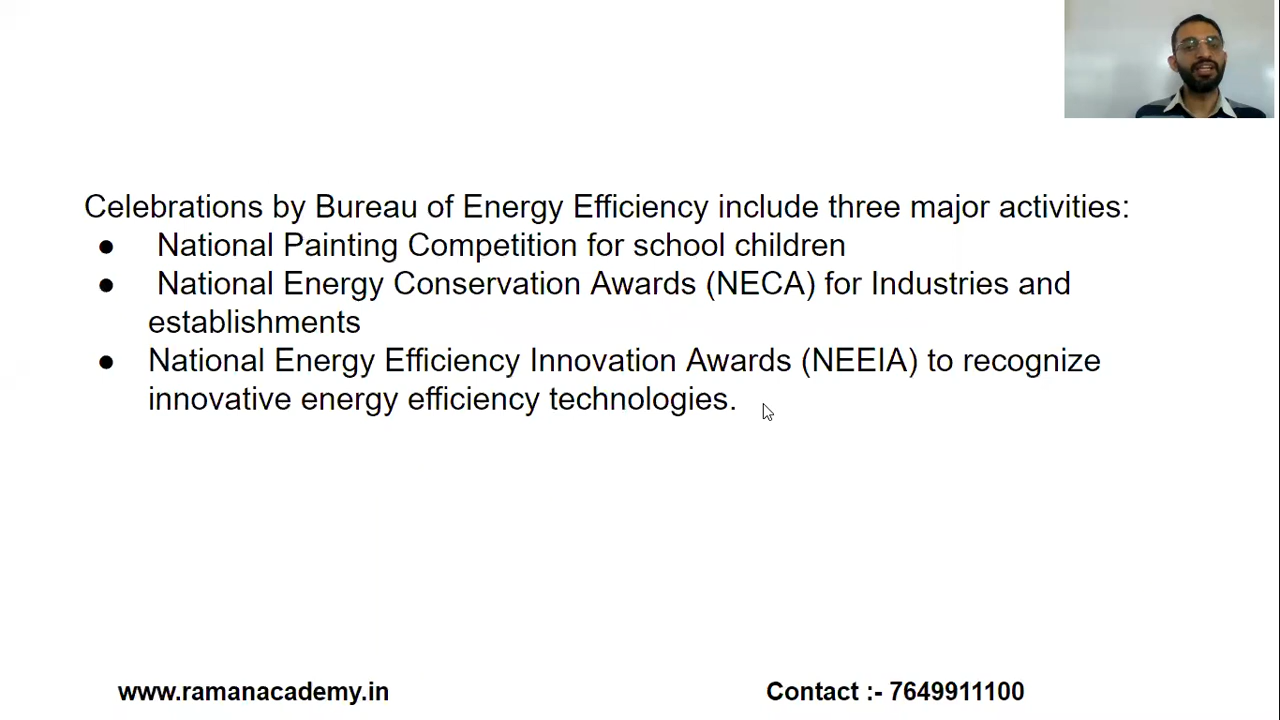 Celebrations by Bureau of Energy Efficiency include three major activities:
● National Painting Competition for school children
● National Energy Conservation Awards (NECA) for Industries and
establishments
● National Energy Efficiency Innovation Awards (NEEIA) to recognize
innovative energy efficiency technologies.
www.ramanacademy.in
Contact :- 7649911100